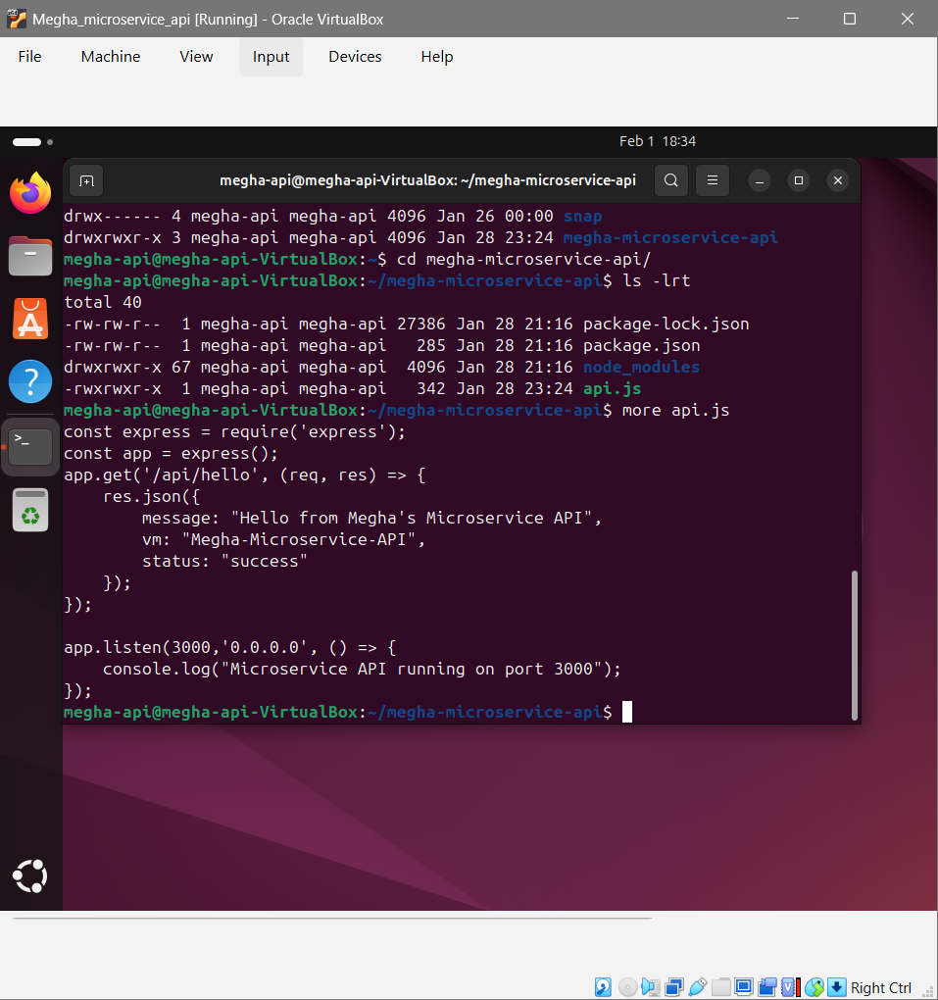 Megha_microservice_api [Running] - Oracle VirtualBox
File Machine View Input Devices Help
Feb 1 18:34
megha-api@megha-api-VirtualBox: ~/megha-microservice-api
drwx------ 4 megha-api megha-api 4096 Jan 26 00:00 snap
drwxrwxr-x 3 megha-api megha-api 4096 Jan 28 23:24 megha-microservice-api
megha-api@megha-api-VirtualBox:~$ cd megha-microservice-api/
megha-api@megha-api-VirtualBox:~/megha-microservice-api$ ls -lrt
total 40
-rw-rw-r--  1 megha-api megha-api 27386 Jan 28 21:16 package-lock.json
-rw-rw-r--  1 megha-api megha-api   285 Jan 28 21:16 package.json
drwxrwxr-x 67 megha-api megha-api  4096 Jan 28 21:16 node_modules
-rwxrwxr-x  1 megha-api megha-api   342 Jan 28 23:24 api.js
megha-api@megha-api-VirtualBox:~/megha-microservice-api$ more api.js
const express = require('express');
const app = express();
app.get('/api/hello', (req, res) => {
    res.json({
        message: "Hello from Megha's Microservice API",
        vm: "Megha-Microservice-API",
        status: "success"
    });
});

app.listen(3000,'0.0.0.0', () => {
    console.log("Microservice API running on port 3000");
});
megha-api@megha-api-VirtualBox:~/megha-microservice-api$
Right Ctrl